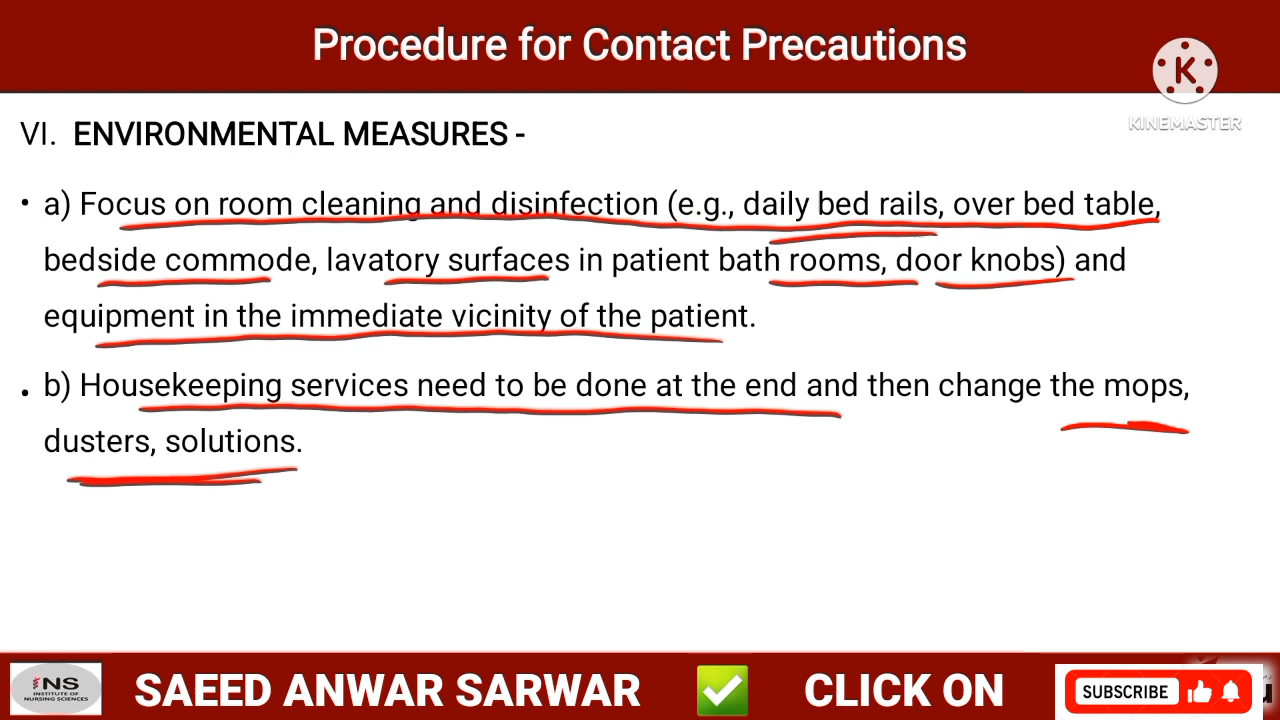 Procedure for Contact Precautions
K
KINEMASTER
VI. ENVIRONMENTAL MEASURES -
• a) Focus on room cleaning and disinfection (e.g., daily bed rails, over bed table,
bedside commode, lavatory surfaces in patient bath rooms, door knobs) and
equipment in the immediate vicinity of the patient.
• b) Housekeeping services need to be done at the end and then change the mops,
dusters, solutions.
INS
INSTITUTE OF
NURSING SCIENCES
SAEED ANWAR SARWAR
CLICK ON
SUBSCRIBE